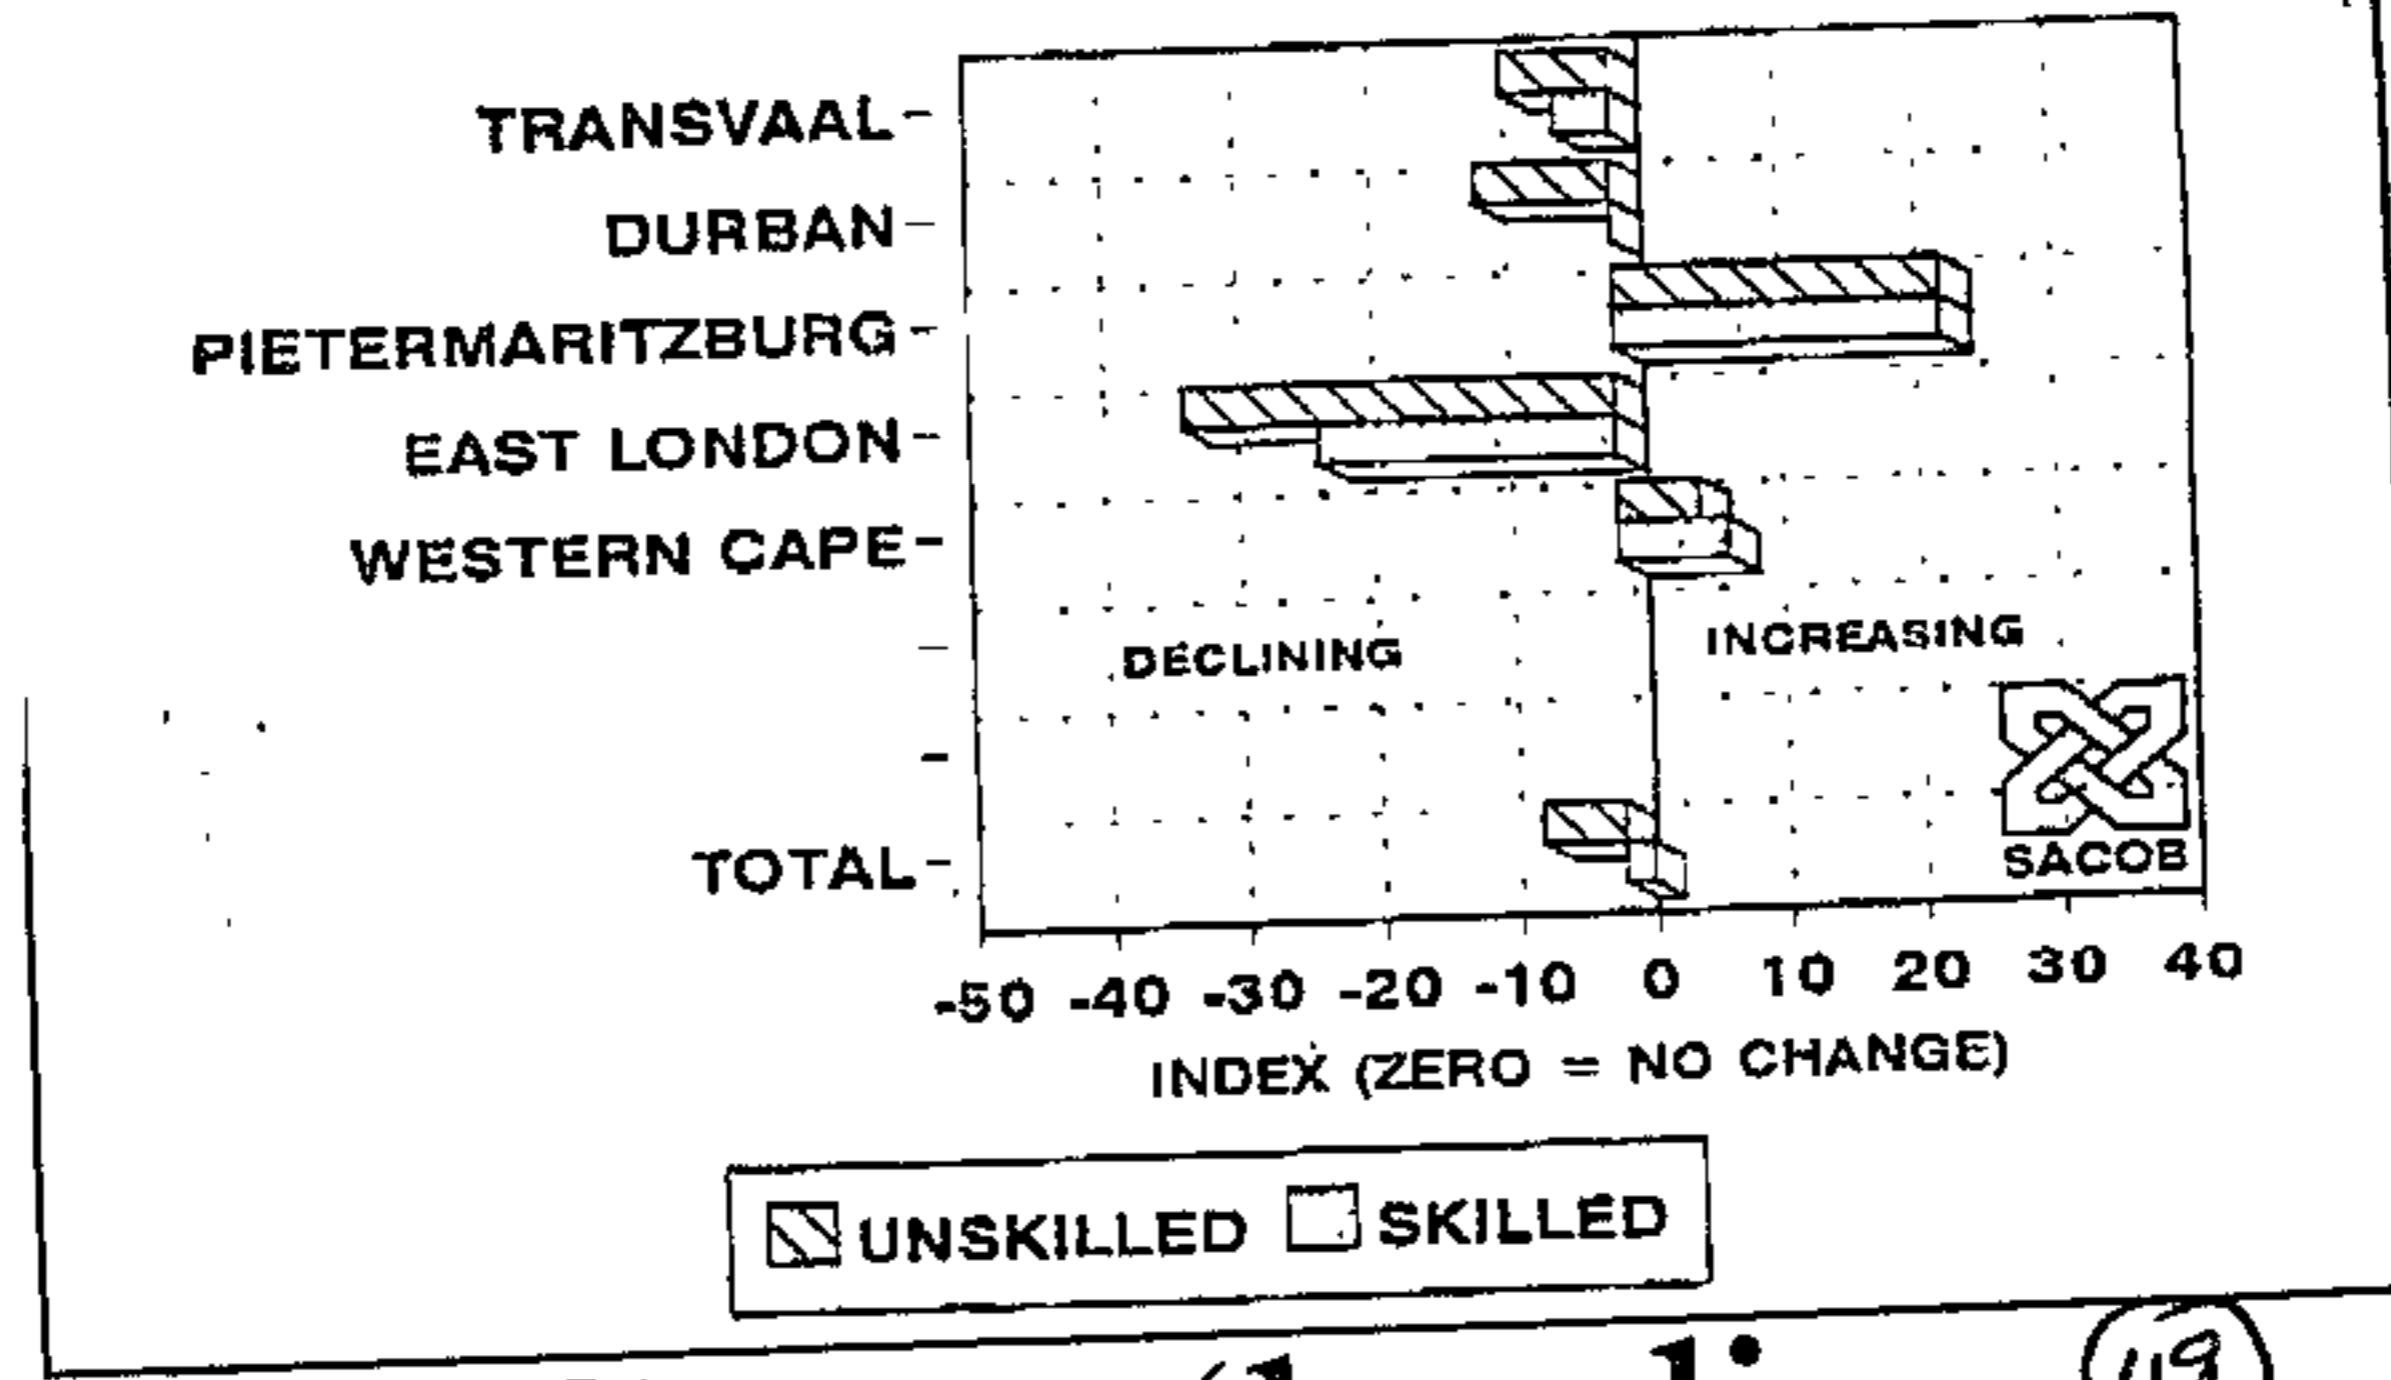 TRANSVAAL
DURBAN
PIETERMARITZBURG
EAST LONDON
WESTERN CAPE
DECLINING INCREASING
SACOB
TOTAL
-50 -40 -30 -20 -10 0 10 20 30 40
INDEX (ZERO = NO CHANGE)
UNSKILLED SKILLED